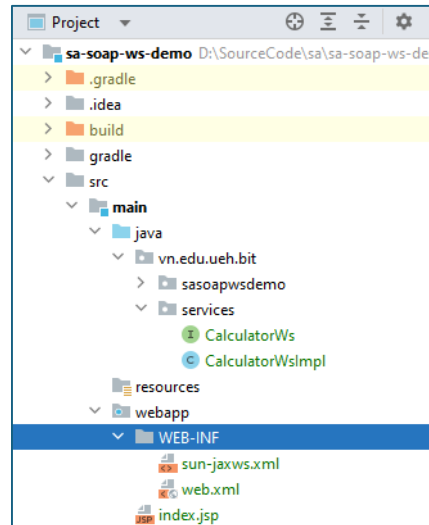 Project
sa-soap-ws-demo D:\SourceCode\sa\sa-soap-ws-de
.gradle
.idea
build
gradle
src
main
java
vn.edu.ueh.bit
sasoapwsdemo
services
I CalculatorWs
C CalculatorWsImpl
resources
webapp
WEB-INF
sun-jaxws.xml
web.xml
JSP index.jsp